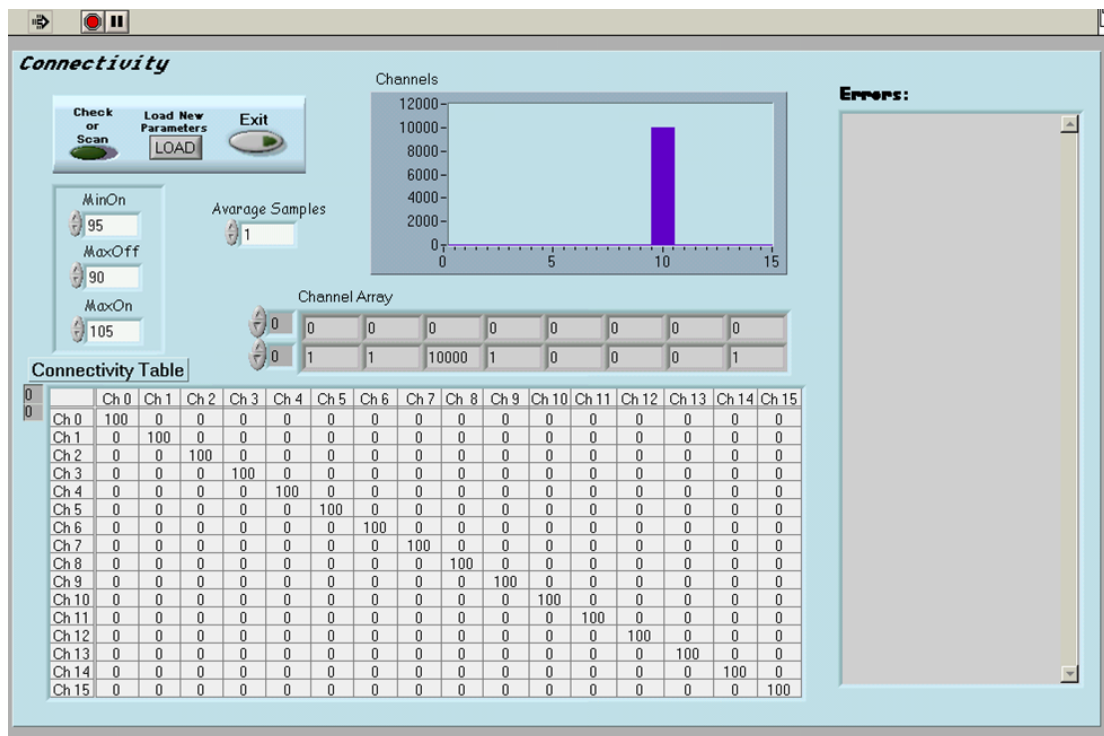 Connectivity
Check or Scan
Load New Parameters
LOAD
Exit
MinOn
95
MaxOff
90
MaxOn
105
Avarage Samples
1
Channels
12000
10000
8000
6000
4000
2000
0
0 5 10 15
Channel Array
0 0 0 0 0 0 0 0 0
0 1 1 10000 1 0 0 0 1
Errors:
Connectivity Table
0
0
Ch 0 Ch 1 Ch 2 Ch 3 Ch 4 Ch 5 Ch 6 Ch 7 Ch 8 Ch 9 Ch 10 Ch 11 Ch 12 Ch 13 Ch 14 Ch 15
Ch 0 100 0 0 0 0 0 0 0 0 0 0 0 0 0 0 0
Ch 1 0 100 0 0 0 0 0 0 0 0 0 0 0 0 0 0
Ch 2 0 0 100 0 0 0 0 0 0 0 0 0 0 0 0 0
Ch 3 0 0 0 100 0 0 0 0 0 0 0 0 0 0 0 0
Ch 4 0 0 0 0 100 0 0 0 0 0 0 0 0 0 0 0
Ch 5 0 0 0 0 0 100 0 0 0 0 0 0 0 0 0 0
Ch 6 0 0 0 0 0 0 100 0 0 0 0 0 0 0 0 0
Ch 7 0 0 0 0 0 0 0 100 0 0 0 0 0 0 0 0
Ch 8 0 0 0 0 0 0 0 0 100 0 0 0 0 0 0 0
Ch 9 0 0 0 0 0 0 0 0 0 100 0 0 0 0 0 0
Ch 10 0 0 0 0 0 0 0 0 0 0 100 0 0 0 0 0
Ch 11 0 0 0 0 0 0 0 0 0 0 0 100 0 0 0 0
Ch 12 0 0 0 0 0 0 0 0 0 0 0 0 100 0 0 0
Ch 13 0 0 0 0 0 0 0 0 0 0 0 0 0 100 0 0
Ch 14 0 0 0 0 0 0 0 0 0 0 0 0 0 0 100 0
Ch 15 0 0 0 0 0 0 0 0 0 0 0 0 0 0 0 100